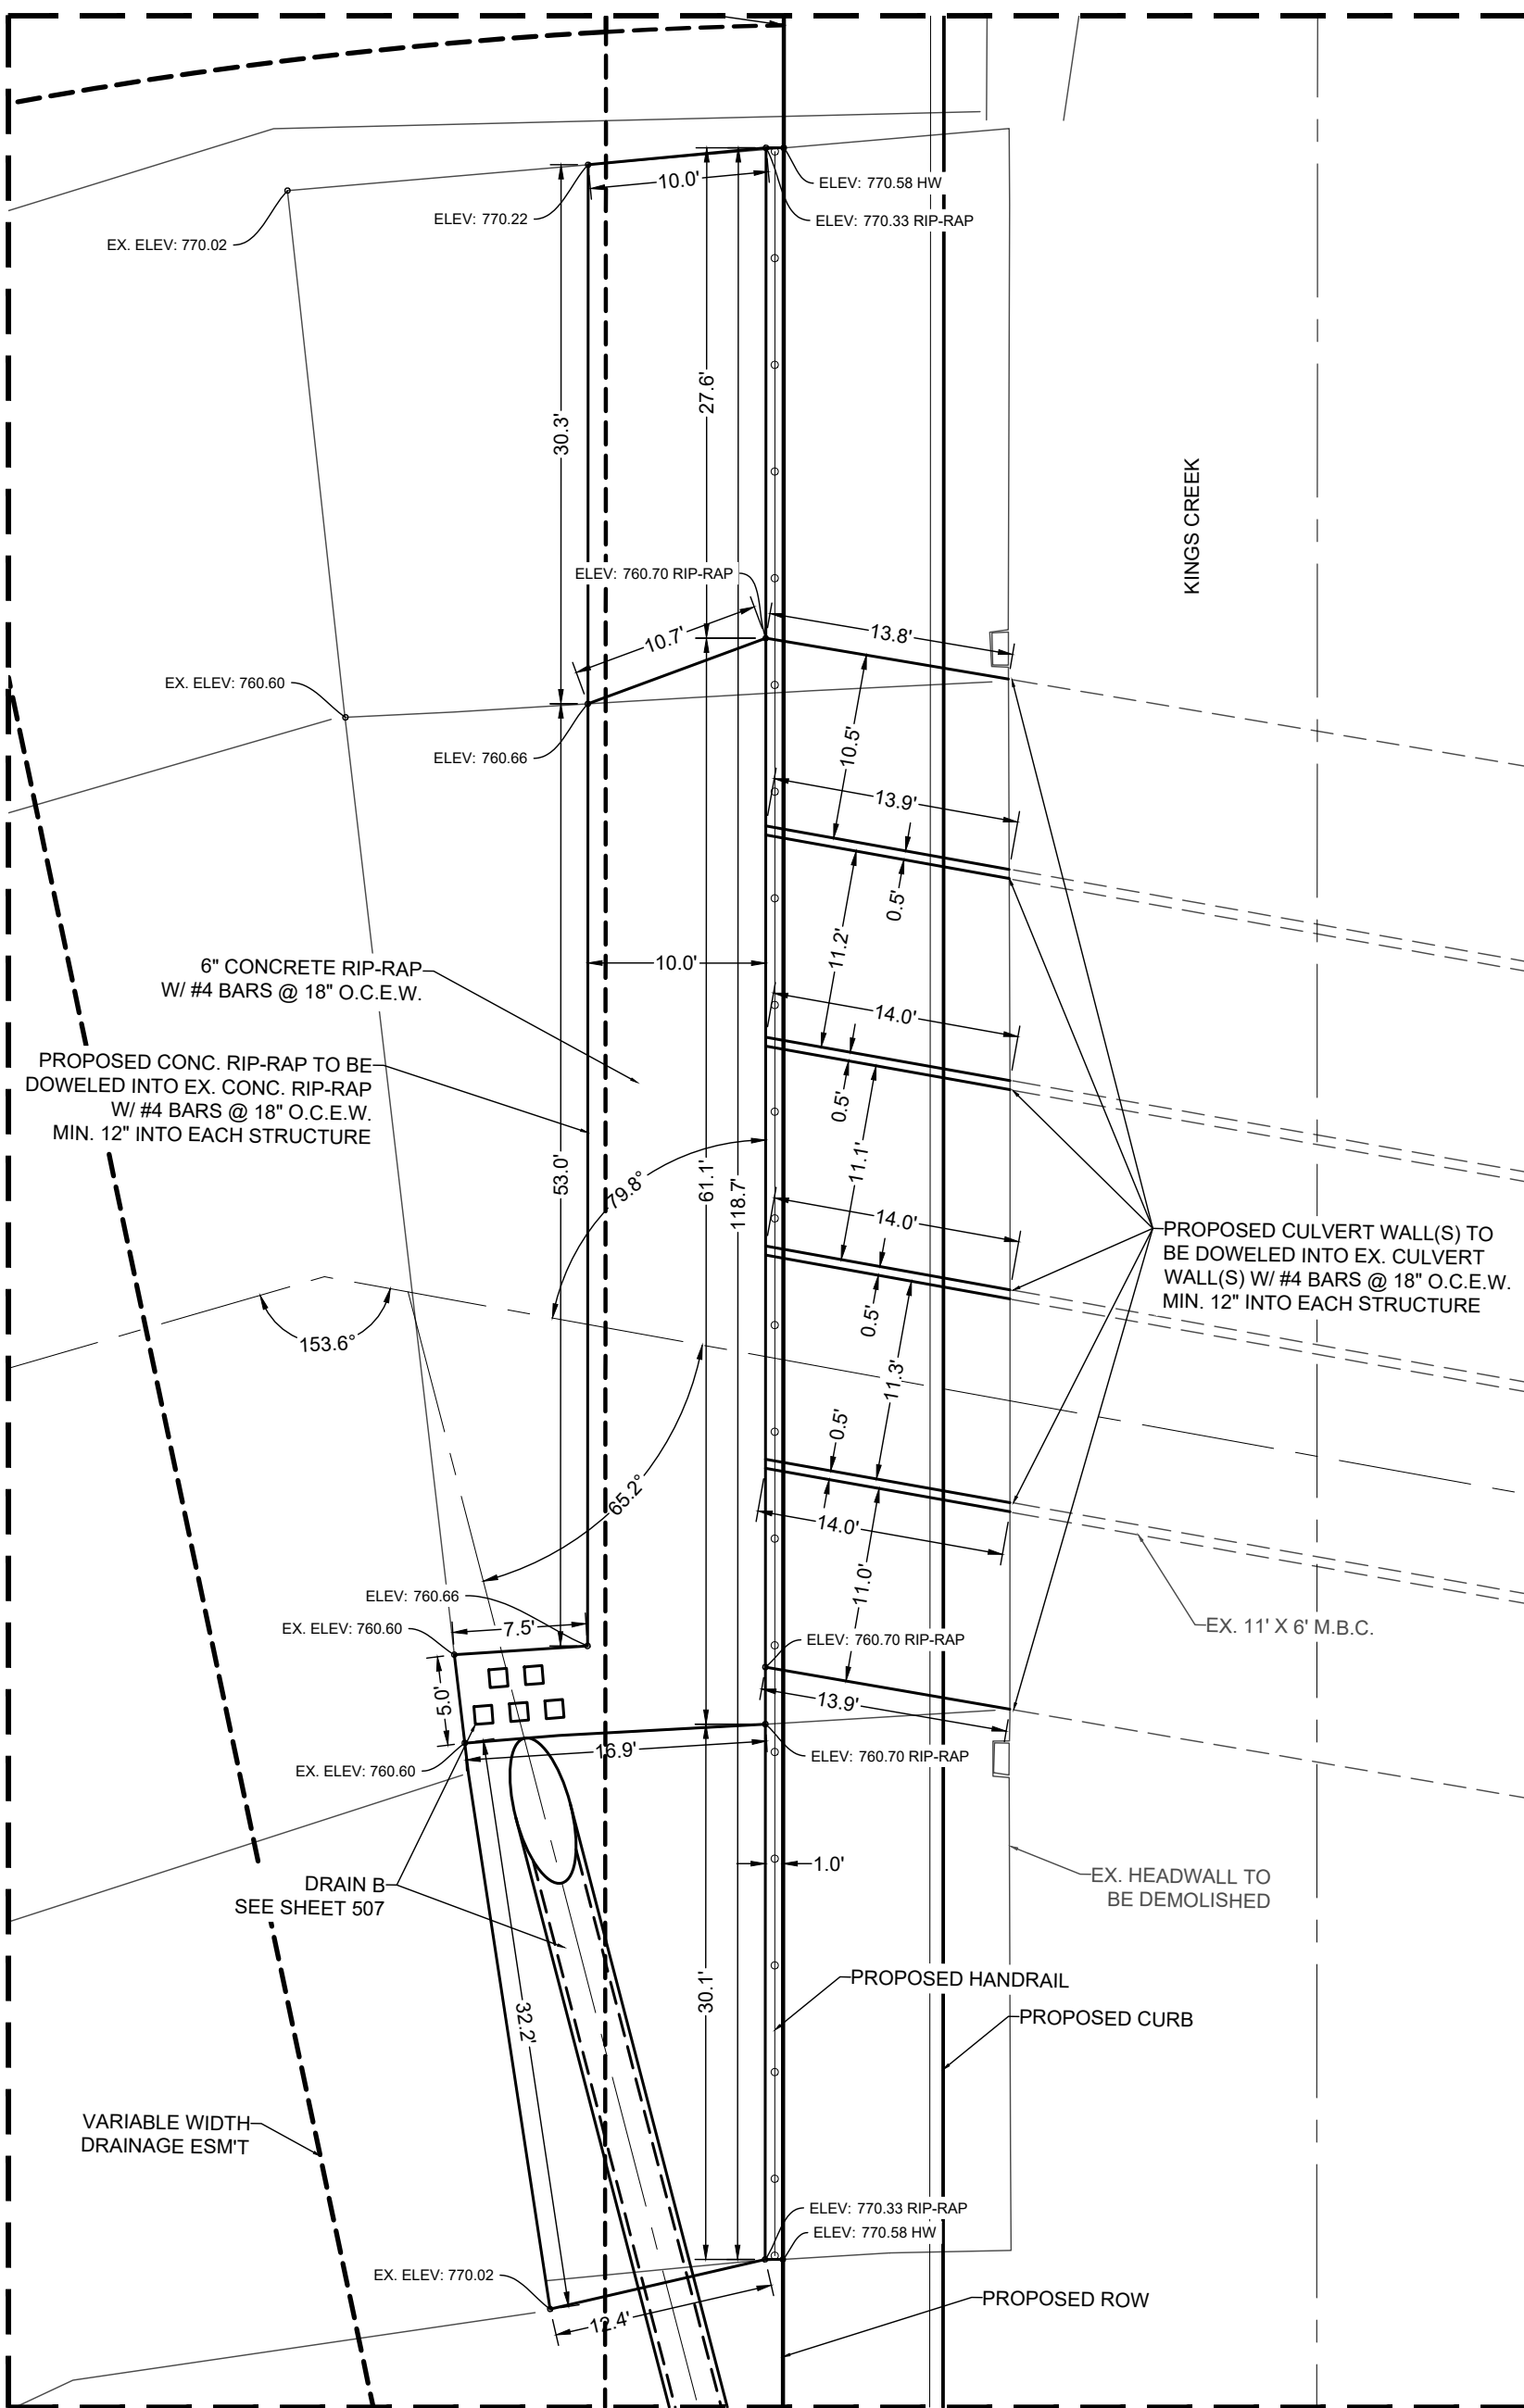 10.0'
ELEV: 770.58 HW
ELEV: 770.22
ELEV: 770.33 RIP-RAP
EX. ELEV: 770.02
27.6'
30.3'
KINGS CREEK
ELEV: 760.70 RIP-RAP
10.7'
13.8'
EX. ELEV: 760.60
ELEV: 760.66
10.5'
13.9'
0.5'
11.2'
10.0'
6" CONCRETE RIP-RAP
W/ #4 BARS @ 18" O.C.E.W.
14.0'
PROPOSED CONC. RIP-RAP TO BE
DOWELED INTO EX. CONC. RIP-RAP
W/ #4 BARS @ 18" O.C.E.W.
MIN. 12" INTO EACH STRUCTURE
0.5'
11.1'
53.0'
79.8°
61.1'
118.7'
14.0'
PROPOSED CULVERT WALL(S) TO
BE DOWELED INTO EX. CULVERT
WALL(S) W/ #4 BARS @ 18" O.C.E.W.
MIN. 12" INTO EACH STRUCTURE
153.6°
0.5'
11.3'
0.5'
65.2°
14.0'
11.0'
ELEV: 760.66
EX. ELEV: 760.60
7.5'
EX. 11' X 6' M.B.C.
ELEV: 760.70 RIP-RAP
5.0'
13.9'
16.9'
ELEV: 760.70 RIP-RAP
EX. ELEV: 760.60
1.0'
DRAIN B
SEE SHEET 507
EX. HEADWALL TO
BE DEMOLISHED
PROPOSED HANDRAIL
30.1'
32.2'
PROPOSED CURB
VARIABLE WIDTH
DRAINAGE ESM'T
ELEV: 770.33 RIP-RAP
ELEV: 770.58 HW
EX. ELEV: 770.02
PROPOSED ROW
12.4'